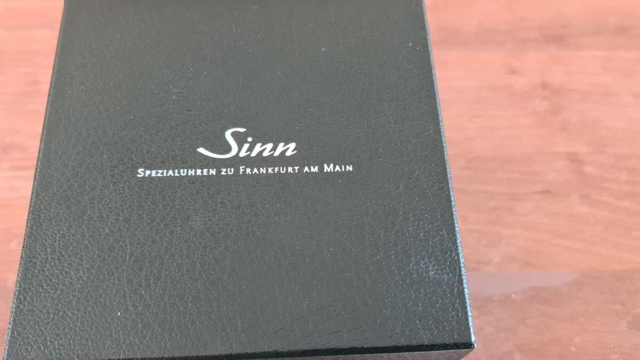 Sinn
Spezialuhren zu Frankfurt am Main